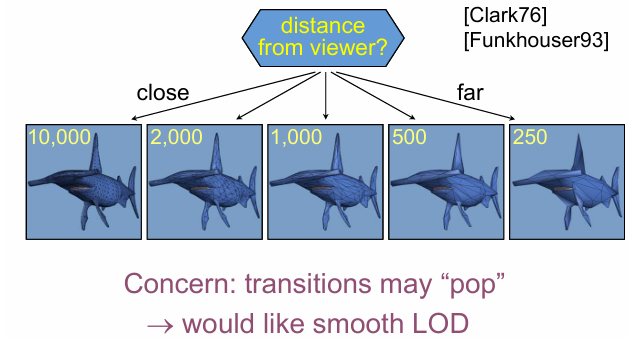 distance
from viewer?
[Clark76]
[Funkhouser93]
close
far
10,000
2,000
1,000
500
250
Concern: transitions may “pop”
→ would like smooth LOD